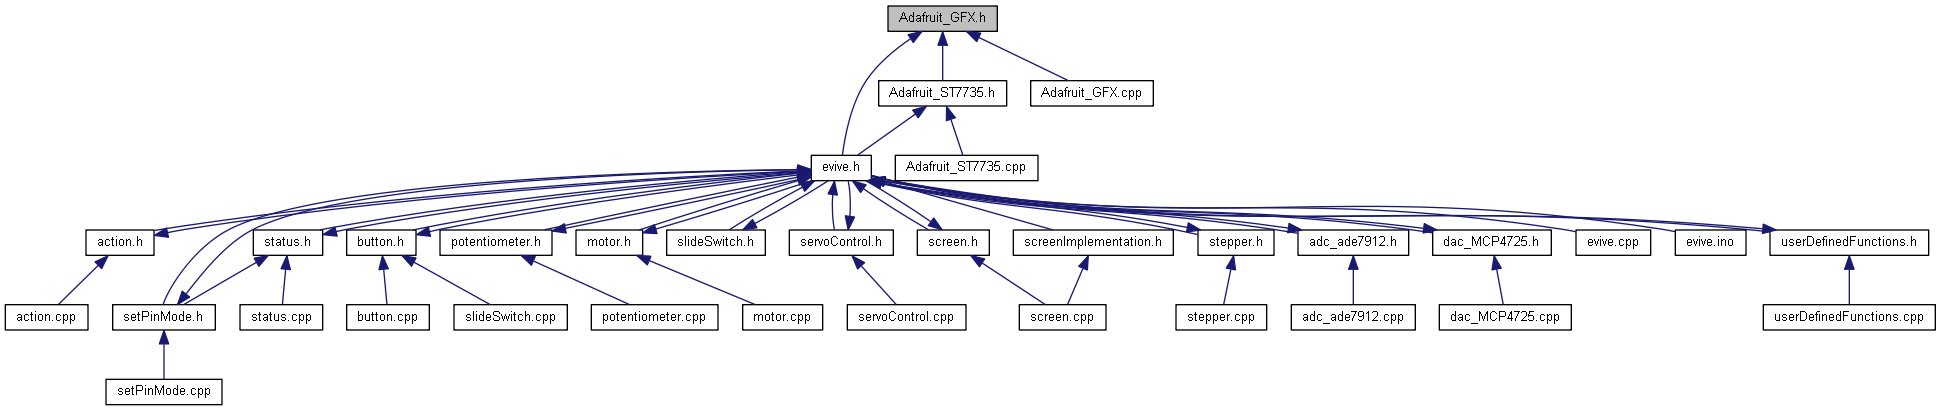 Adafruit_GFX.h
Adafruit_ST7735.h
Adafruit_GFX.cpp
evive.h
Adafruit_ST7735.cpp
action.h
status.h
button.h
potentiometer.h
motor.h
slideSwitch.h
servoControl.h
screen.h
screenImplementation.h
stepper.h
adc_ade7912.h
dac_MCP4725.h
evive.cpp
evive.ino
userDefinedFunctions.h
action.cpp
setPinMode.h
status.cpp
button.cpp
slideSwitch.cpp
potentiometer.cpp
motor.cpp
servoControl.cpp
screen.cpp
stepper.cpp
adc_ade7912.cpp
dac_MCP4725.cpp
userDefinedFunctions.cpp
setPinMode.cpp